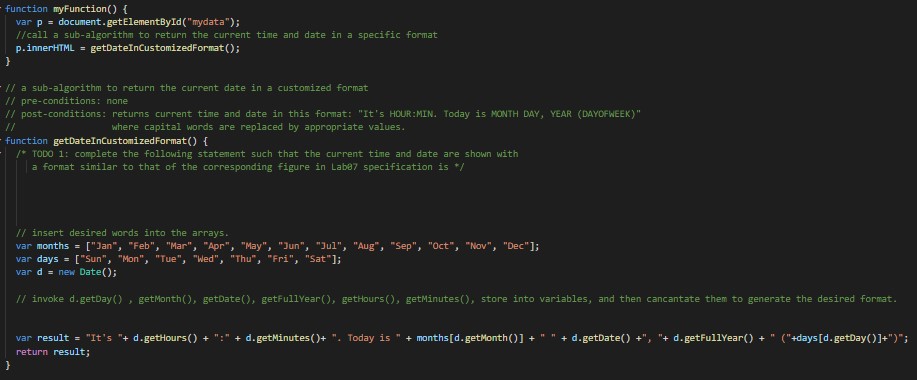 function myFunction() {
var p = document.getElementById("mydata");
//call a sub-algorithm to return the current time and date in a specific format
p.innerHTML = getDateInCustomizedFormat();
}
// a sub-algorithm to return the current date in a customized format
// pre-conditions: none
// post-conditions: returns current time and date in this format: "It's HOUR:MIN. Today is MONTH DAY, YEAR (DAYOFWEEK)"
// where capital words are replaced by appropriate values.
function getDateInCustomizedFormat() {
/* TODO 1: complete the following statement such that the current time and date are shown with
a format similar to that of the corresponding figure in Lab07 specification is */
// insert desired words into the arrays.
var months = ["Jan", "Feb", "Mar", "Apr", "May", "Jun", "Jul", "Aug", "Sep", "Oct", "Nov", "Dec"];
var days = ["Sun", "Mon", "Tue", "Wed", "Thu", "Fri", "Sat"];
var d = new Date();
// invoke d.getDay() , getMonth(), getDate(), getFullYear(), getHours(), getMinutes(), store into variables, and then cancantate them to generate the desired format.
var result = "It's "+ d.getHours() + ":" + d.getMinutes()+ ". Today is " + months[d.getMonth()] + " " + d.getDate() +", "+ d.getFullYear() + " ("+days[d.getDay()]+")";
return result;
}